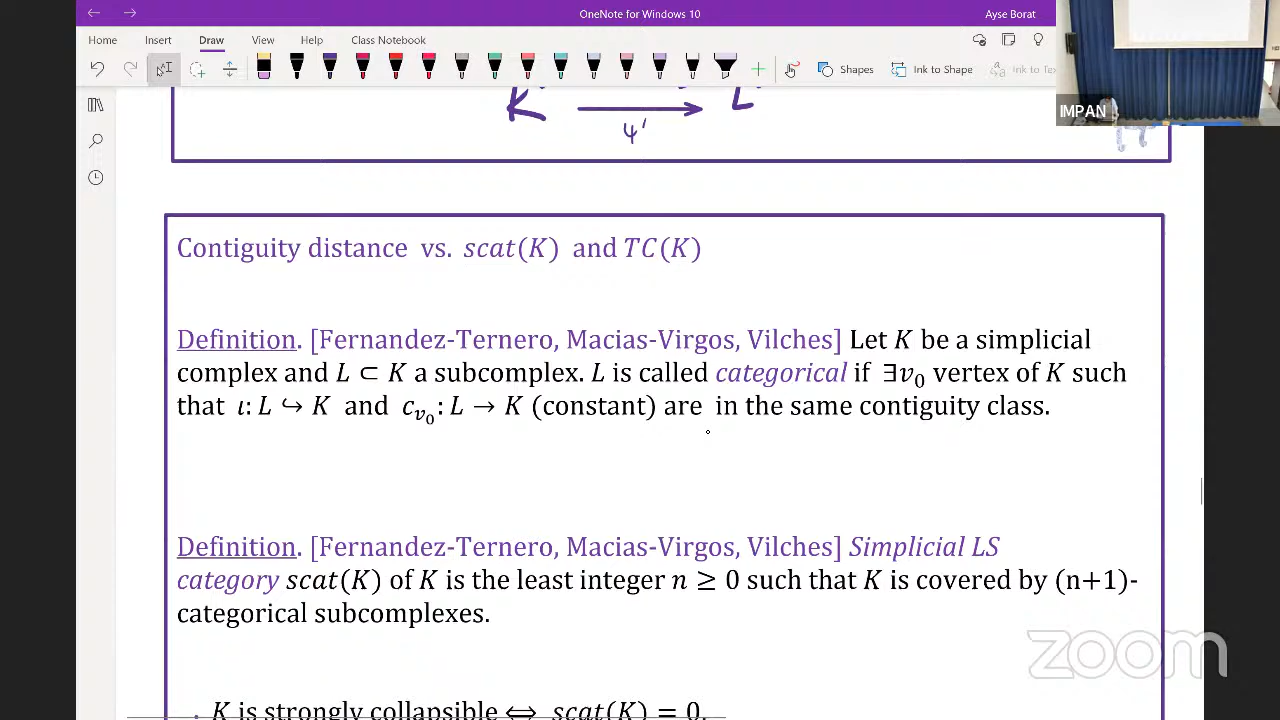 OneNote for Windows 10
Ayse Borat
Home Insert Draw View Help Class Notebook
Shapes Ink to Shape Ink to Tex
IMPAN
K L
ψ'
Contiguity distance vs. scat(K) and TC(K)
Definition. [Fernandez-Ternero, Macias-Virgos, Vilches] Let K be a simplicial
complex and L ⊂ K a subcomplex. L is called categorical if ∃v₀ vertex of K such
that ι: L ↪ K and c_{v₀}: L → K (constant) are in the same contiguity class.
Definition. [Fernandez-Ternero, Macias-Virgos, Vilches] Simplicial LS
category scat(K) of K is the least integer n ≥ 0 such that K is covered by (n+1)-
categorical subcomplexes.
zoom
. K is strongly collapsible ⟺ scat(K) = 0.